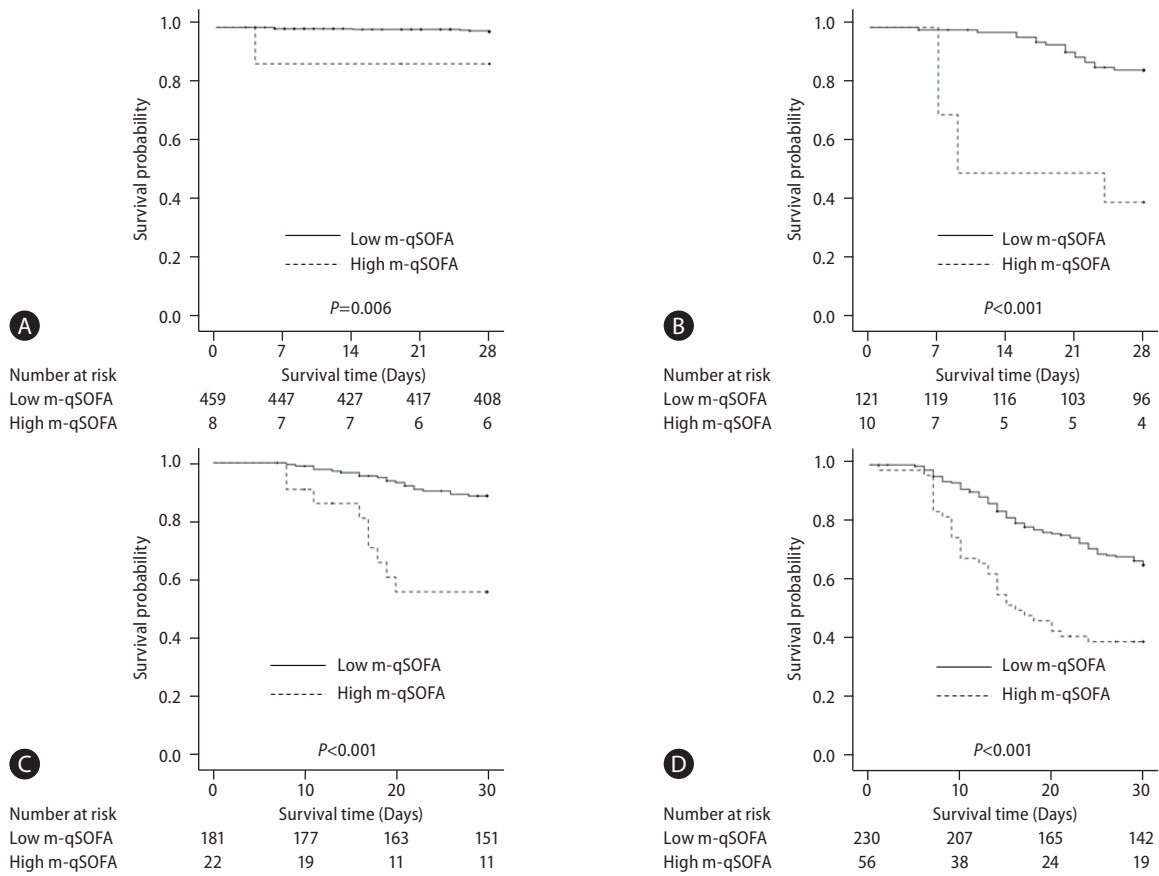 1.0
0.8
0.6
0.4
0.2
0.0
Survival probability
Low m-qSOFA
High m-qSOFA
P=0.006
A
0 7 14 21 28
Number at risk Survival time (Days)
Low m-qSOFA 459 447 427 417 408
High m-qSOFA 8 7 7 6 6
1.0
0.8
0.6
0.4
0.2
0.0
Survival probability
Low m-qSOFA
High m-qSOFA
P<0.001
B
0 7 14 21 28
Number at risk Survival time (Days)
Low m-qSOFA 121 119 116 103 96
High m-qSOFA 10 7 5 5 4
1.0
0.8
0.6
0.4
0.2
0.0
Survival probability
Low m-qSOFA
High m-qSOFA
P<0.001
C
0 10 20 30
Number at risk Survival time (Days)
Low m-qSOFA 181 177 163 151
High m-qSOFA 22 19 11 11
1.0
0.8
0.6
0.4
0.2
0.0
Survival probability
Low m-qSOFA
High m-qSOFA
P<0.001
D
0 10 20 30
Number at risk Survival time (Days)
Low m-qSOFA 230 207 165 142
High m-qSOFA 56 38 24 19